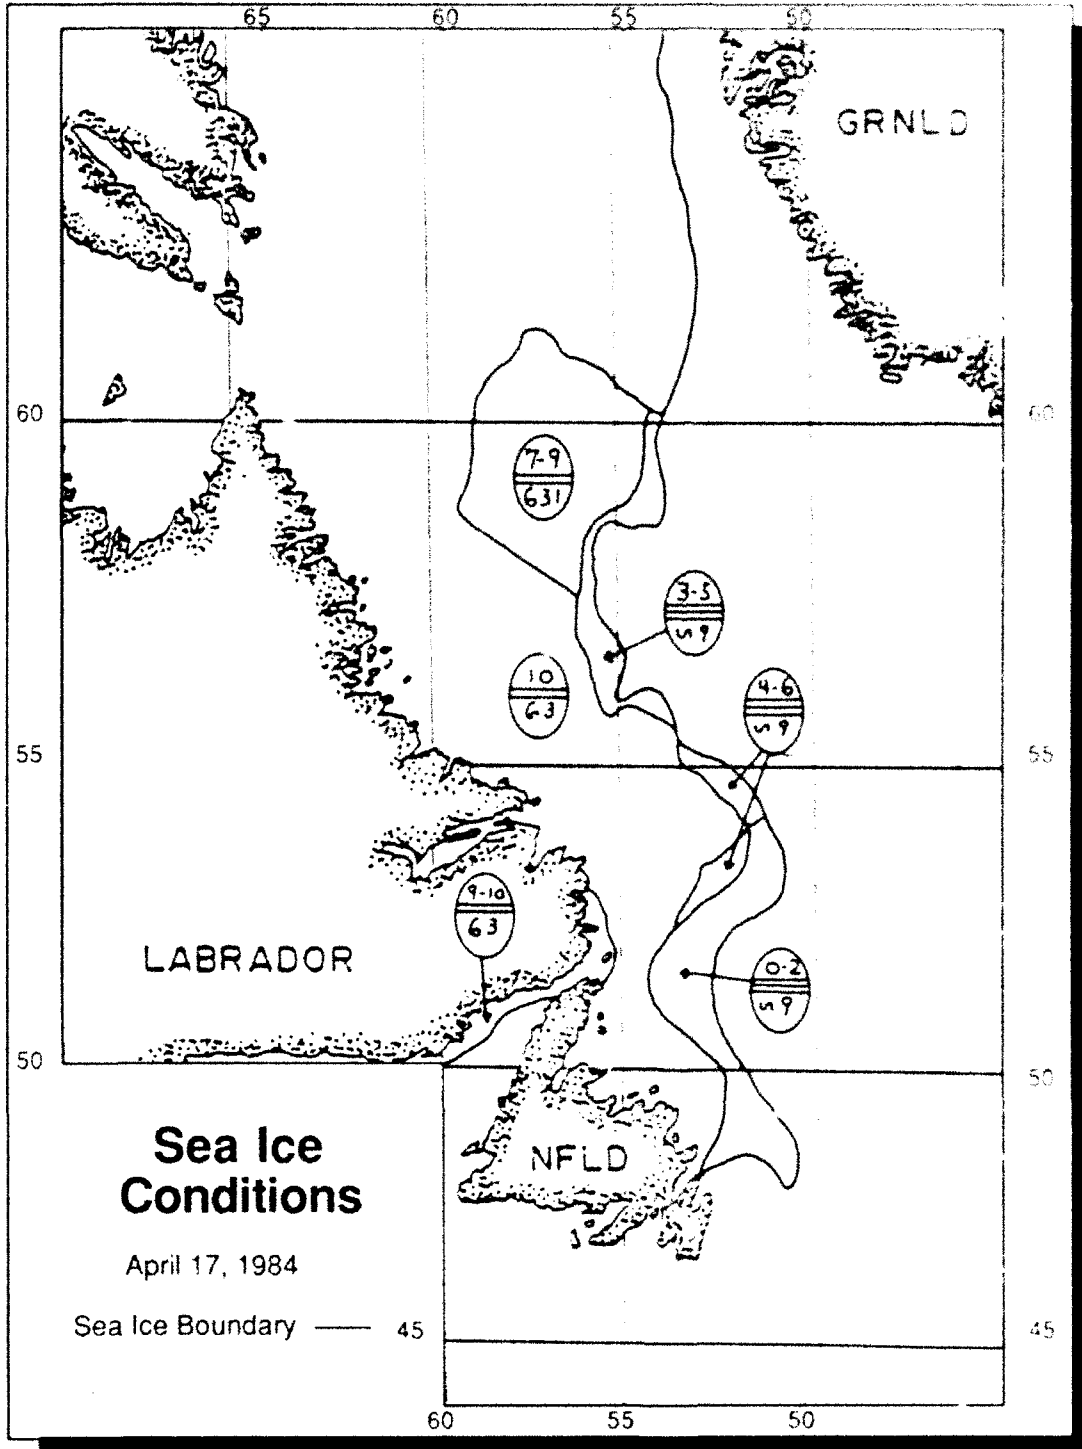 65 60 55 50
GRNLD
60 60
7-9
631
3-5
S 9
10
63
4-6
S 9
55 55
9-10
63
LABRADOR
0-2
S 9
50 50
Sea Ice
Conditions
NFLD
April 17, 1984
Sea Ice Boundary
45 45
60 55 50